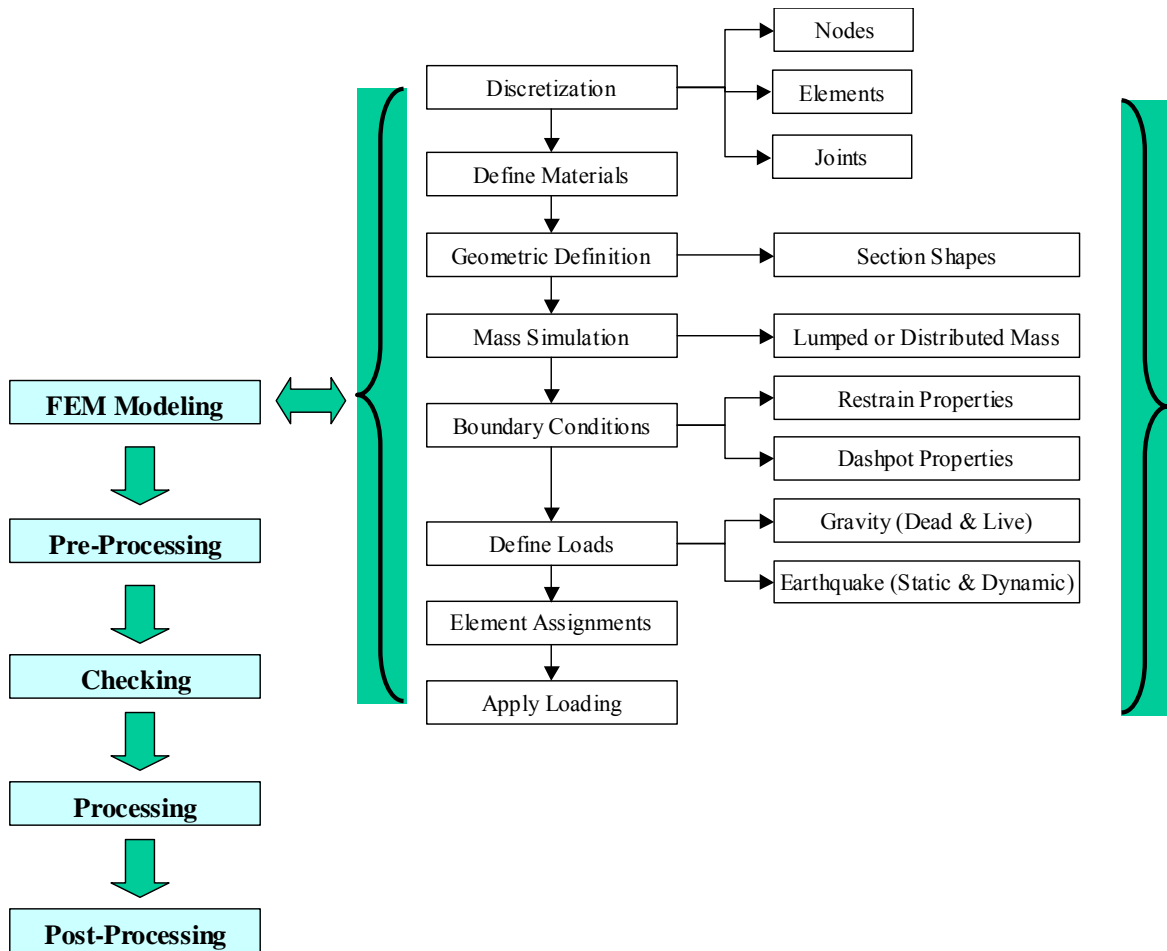 Nodes
Discretization
Elements
Joints
Define Materials
Geometric Definition
Section Shapes
Mass Simulation
Lumped or Distributed Mass
FEM Modeling
Boundary Conditions
Restrain Properties
Dashpot Properties
Pre-Processing
Define Loads
Gravity (Dead & Live)
Earthquake (Static & Dynamic)
Element Assignments
Checking
Apply Loading
Processing
Post-Processing